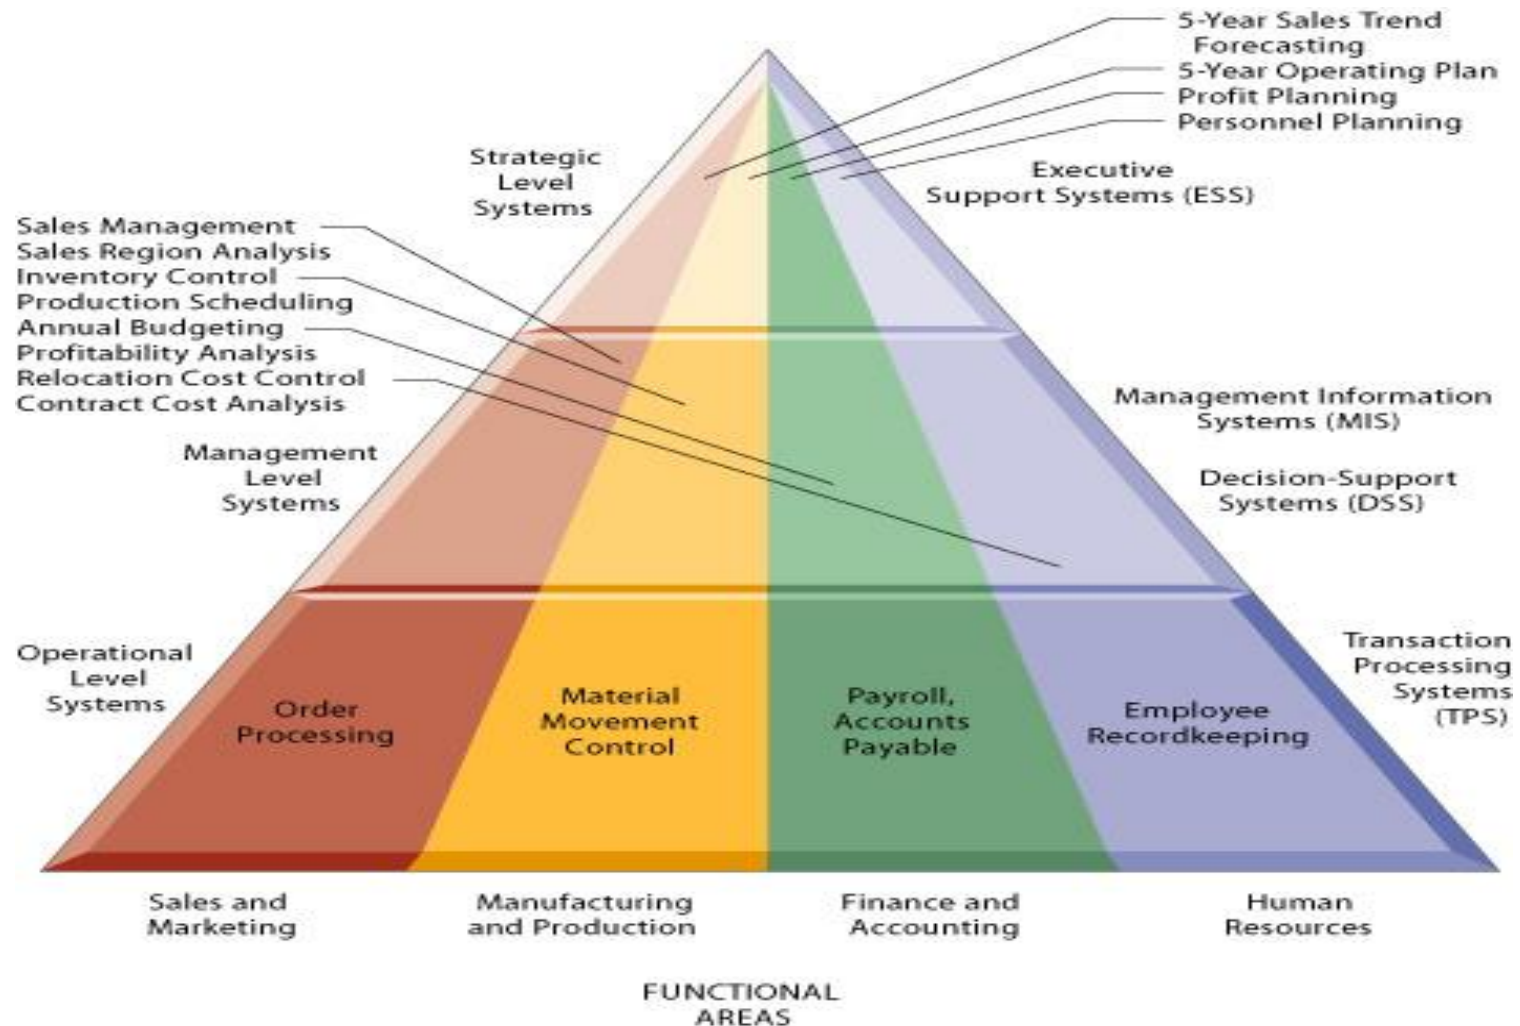 5-Year Sales Trend
Forecasting
5-Year Operating Plan
Profit Planning
Personnel Planning
Strategic
Level
Systems
Executive
Support Systems (ESS)
Sales Management
Sales Region Analysis
Inventory Control
Production Scheduling
Annual Budgeting
Profitability Analysis
Relocation Cost Control
Contract Cost Analysis
Management
Level
Systems
Management Information
Systems (MIS)
Decision-Support
Systems (DSS)
Operational
Level
Systems
Order
Processing
Material
Movement
Control
Payroll,
Accounts
Payable
Employee
Recordkeeping
Transaction
Processing
Systems
(TPS)
Sales and
Marketing
Manufacturing
and Production
Finance and
Accounting
Human
Resources
FUNCTIONAL
AREAS